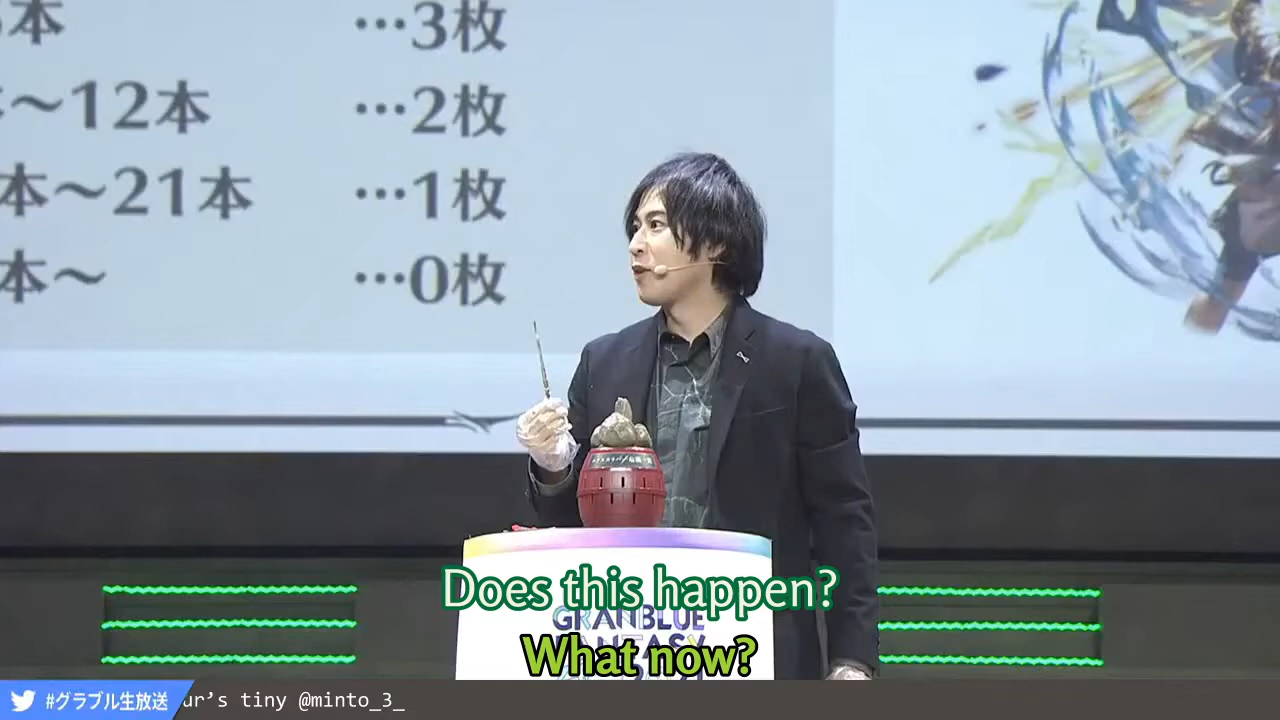 本 …3枚
~12本 …2枚
本~21本 …1枚
本~ …0枚
Does this happen?
GRANBLUE
FANTASY
What now?
#グラブル生放送 ur's tiny @minto_3_